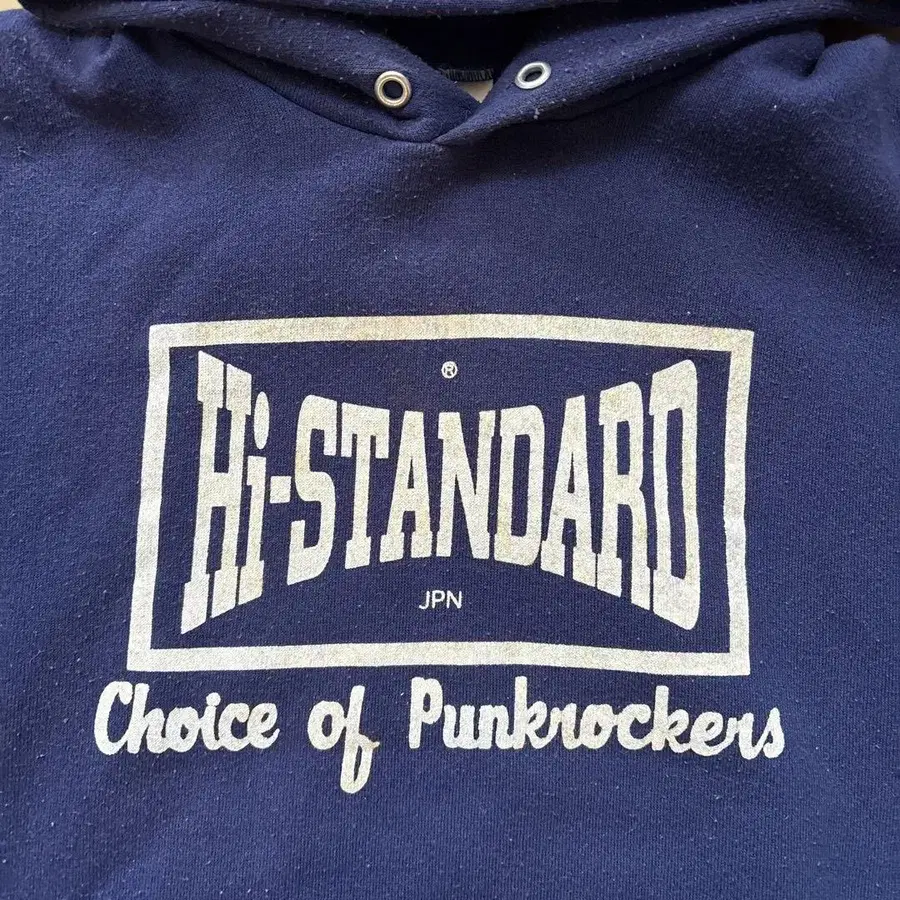 ®
Hi-STANDARD
JPN
Choice of Punkrockers